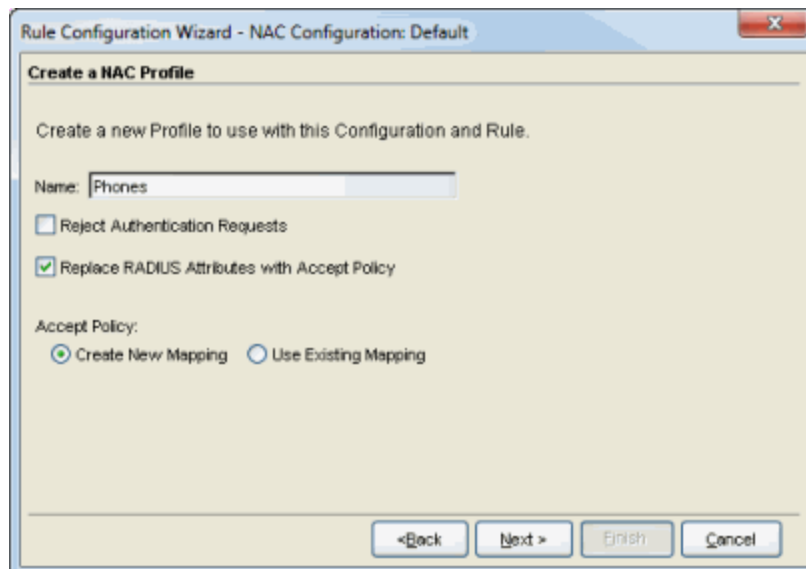 Rule Configuration Wizard - NAC Configuration: Default
Create a NAC Profile
Create a new Profile to use with this Configuration and Rule.
Name: Phones
Reject Authentication Requests
Replace RADIUS Attributes with Accept Policy
Accept Policy:
Create New Mapping Use Existing Mapping
<Back Next > Finish Cancel